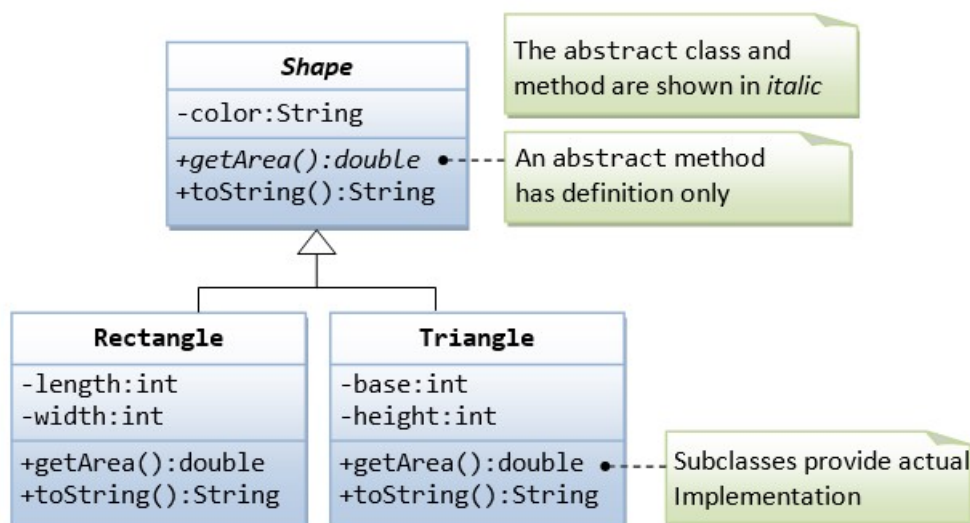 Shape
-color:String
+getArea():double
+toString():String
The abstract class and
method are shown in italic
An abstract method
has definition only
Rectangle
-length:int
-width:int
+getArea():double
+toString():String
Triangle
-base:int
-height:int
+getArea():double
+toString():String
Subclasses provide actual
Implementation